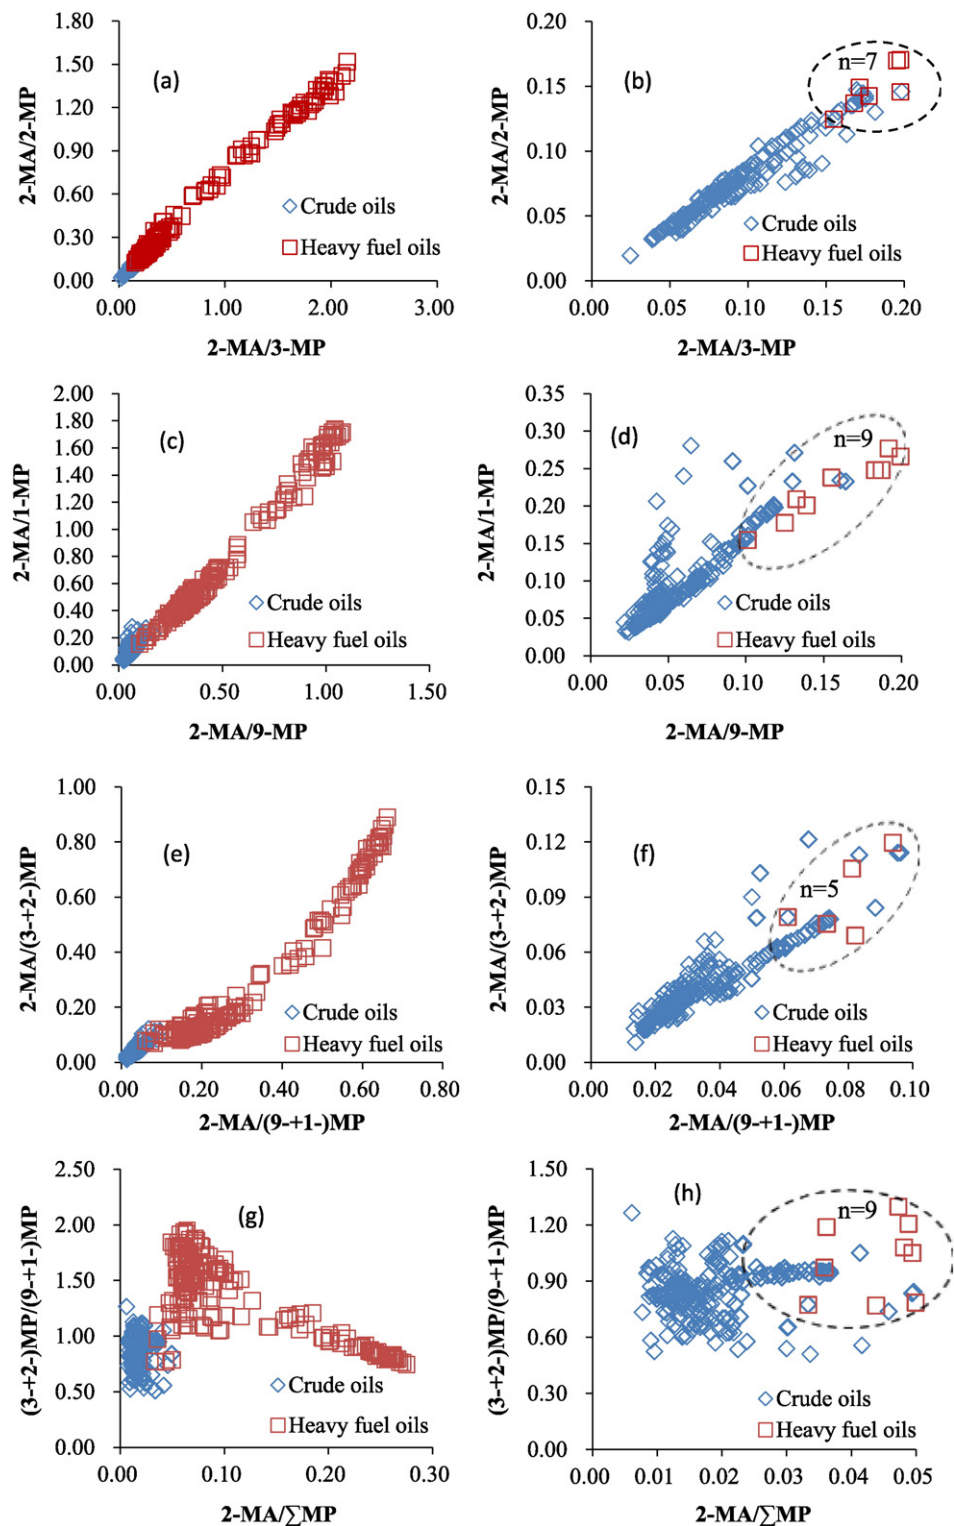 2-MA/2-MP
1.80
1.50
1.20
0.90
0.60
0.30
0.00
(a)
Crude oils
Heavy fuel oils
0.00 1.00 2.00 3.00
2-MA/3-MP
2-MA/2-MP
0.20
0.15
0.10
0.05
0.00
(b)
n=7
Crude oils
Heavy fuel oils
0.00 0.05 0.10 0.15 0.20
2-MA/3-MP
2-MA/1-MP
2.00
1.80
1.60
1.40
1.20
1.00
0.80
0.60
0.40
0.20
0.00
(c)
Crude oils
Heavy fuel oils
0.00 0.50 1.00 1.50
2-MA/9-MP
2-MA/1-MP
0.35
0.30
0.25
0.20
0.15
0.10
0.05
0.00
(d)
n=9
Crude oils
Heavy fuel oils
0.00 0.05 0.10 0.15 0.20
2-MA/9-MP
2-MA/(3-+2-)MP
1.00
0.80
0.60
0.40
0.20
0.00
(e)
Crude oils
Heavy fuel oils
0.00 0.20 0.40 0.60 0.80
2-MA/(9-+1-)MP
2-MA/(3-+2-)MP
0.15
0.12
0.09
0.06
0.03
0.00
(f)
n=5
Crude oils
Heavy fuel oils
0.00 0.02 0.04 0.06 0.08 0.10
2-MA/(9-+1-)MP
(3-+2-)MP/(9-+1-)MP
2.50
2.00
1.50
1.00
0.50
0.00
(g)
Crude oils
Heavy fuel oils
0.00 0.10 0.20 0.30
2-MA/∑MP
(3-+2-)MP/(9-+1-)MP
1.50
1.20
0.90
0.60
0.30
0.00
(h)
n=9
Crude oils
Heavy fuel oils
0.00 0.01 0.02 0.03 0.04 0.05
2-MA/∑MP